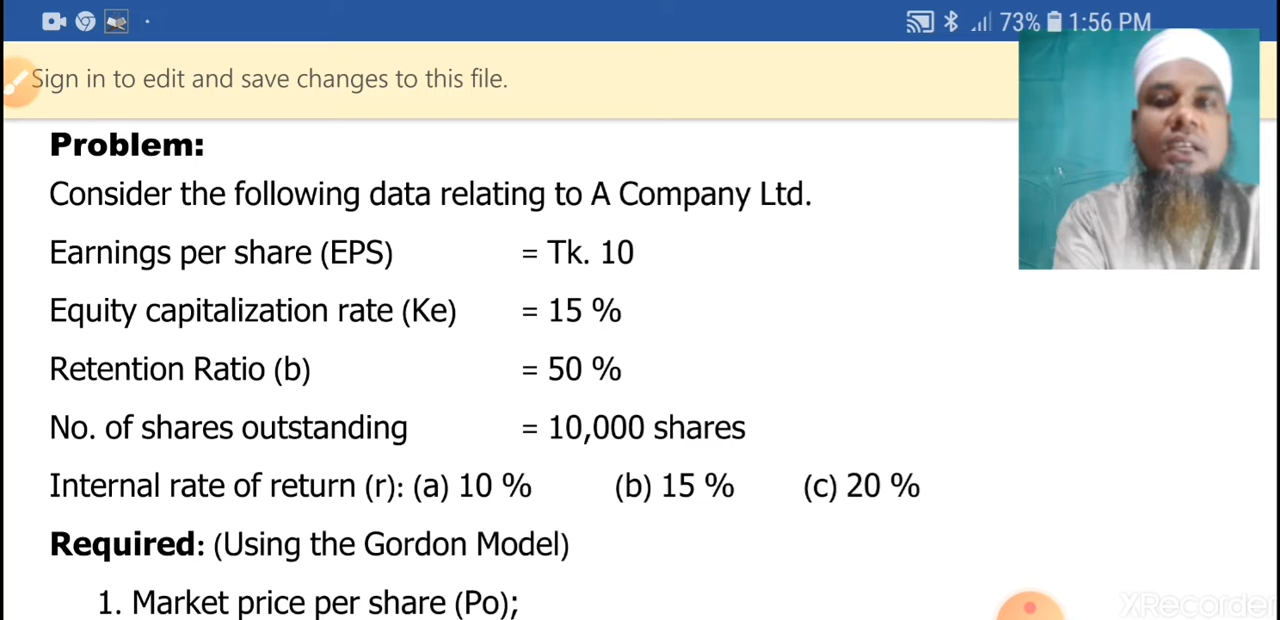 73% 1:56 PM
Sign in to edit and save changes to this file.
Problem:
Consider the following data relating to A Company Ltd.
Earnings per share (EPS) = Tk. 10
Equity capitalization rate (Ke) = 15 %
Retention Ratio (b) = 50 %
No. of shares outstanding = 10,000 shares
Internal rate of return (r): (a) 10 % (b) 15 % (c) 20 %
Required: (Using the Gordon Model)
1. Market price per share (Po);
XRecorder